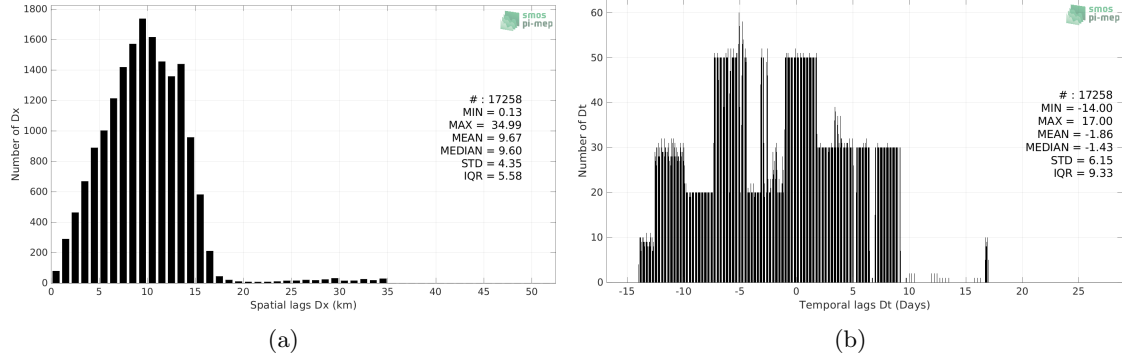 1800
1600
1400
1200
1000
800
600
400
200
0
Number of Dx
smos
pi-mep
# : 17258
MIN = 0.13
MAX = 34.99
MEAN = 9.67
MEDIAN = 9.60
STD = 4.35
IQR = 5.58
0 5 10 15 20 25 30 35 40 45 50
Spatial lags Dx (km)
(a)
60
50
40
30
20
10
0
Number of Dt
smos
pi-mep
# : 17258
MIN = -14.00
MAX = 17.00
MEAN = -1.86
MEDIAN = -1.43
STD = 6.15
IQR = 9.33
-15 -10 -5 0 5 10 15 20 25
Temporal lags Dt (Days)
(b)